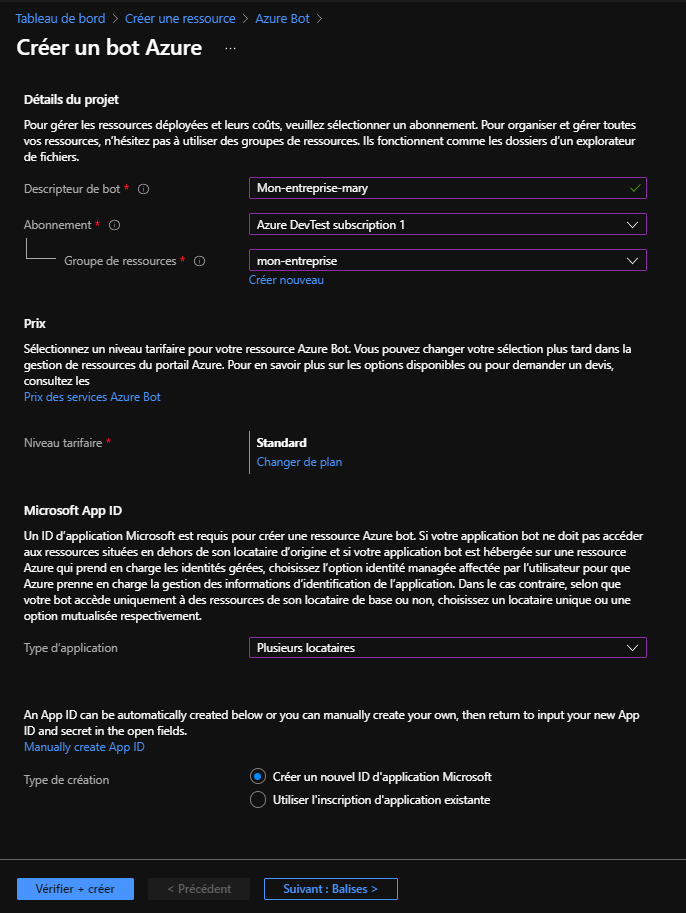 Tableau de bord > Créer une ressource > Azure Bot >
Créer un bot Azure ...
Détails du projet
Pour gérer les ressources déployées et leurs coûts, veuillez sélectionner un abonnement. Pour organiser et gérer toutes
vos ressources, n'hésitez pas à utiliser des groupes de ressources. Ils fonctionnent comme les dossiers d'un explorateur
de fichiers.
Descripteur de bot * Mon-entreprise-mary
Abonnement * Azure DevTest subscription 1
Groupe de ressources * mon-entreprise
Créer nouveau
Prix
Sélectionnez un niveau tarifaire pour votre ressource Azure Bot. Vous pouvez changer votre sélection plus tard dans la
gestion de ressources du portail Azure. Pour en savoir plus sur les options disponibles ou pour demander un devis,
consultez les
Prix des services Azure Bot
Niveau tarifaire * Standard
Changer de plan
Microsoft App ID
Un ID d'application Microsoft est requis pour créer une ressource Azure bot. Si votre application bot ne doit pas accéder
aux ressources situées en dehors de son locataire d'origine et si votre application bot est hébergée sur une ressource
Azure qui prend en charge les identités gérées, choisissez l'option identité managée affectée par l'utilisateur pour que
Azure prenne en charge la gestion des informations d'identification de l'application. Dans le cas contraire, selon que
votre bot accède uniquement à des ressources de son locataire de base ou non, choisissez un locataire unique ou une
option mutualisée respectivement.
Type d'application Plusieurs locataires
An App ID can be automatically created below or you can manually create your own, then return to input your new App
ID and secret in the open fields.
Manually create App ID
Type de création Créer un nouvel ID d'application Microsoft
Utiliser l'inscription d'application existante
Vérifier + créer < Précédent Suivant : Balises >